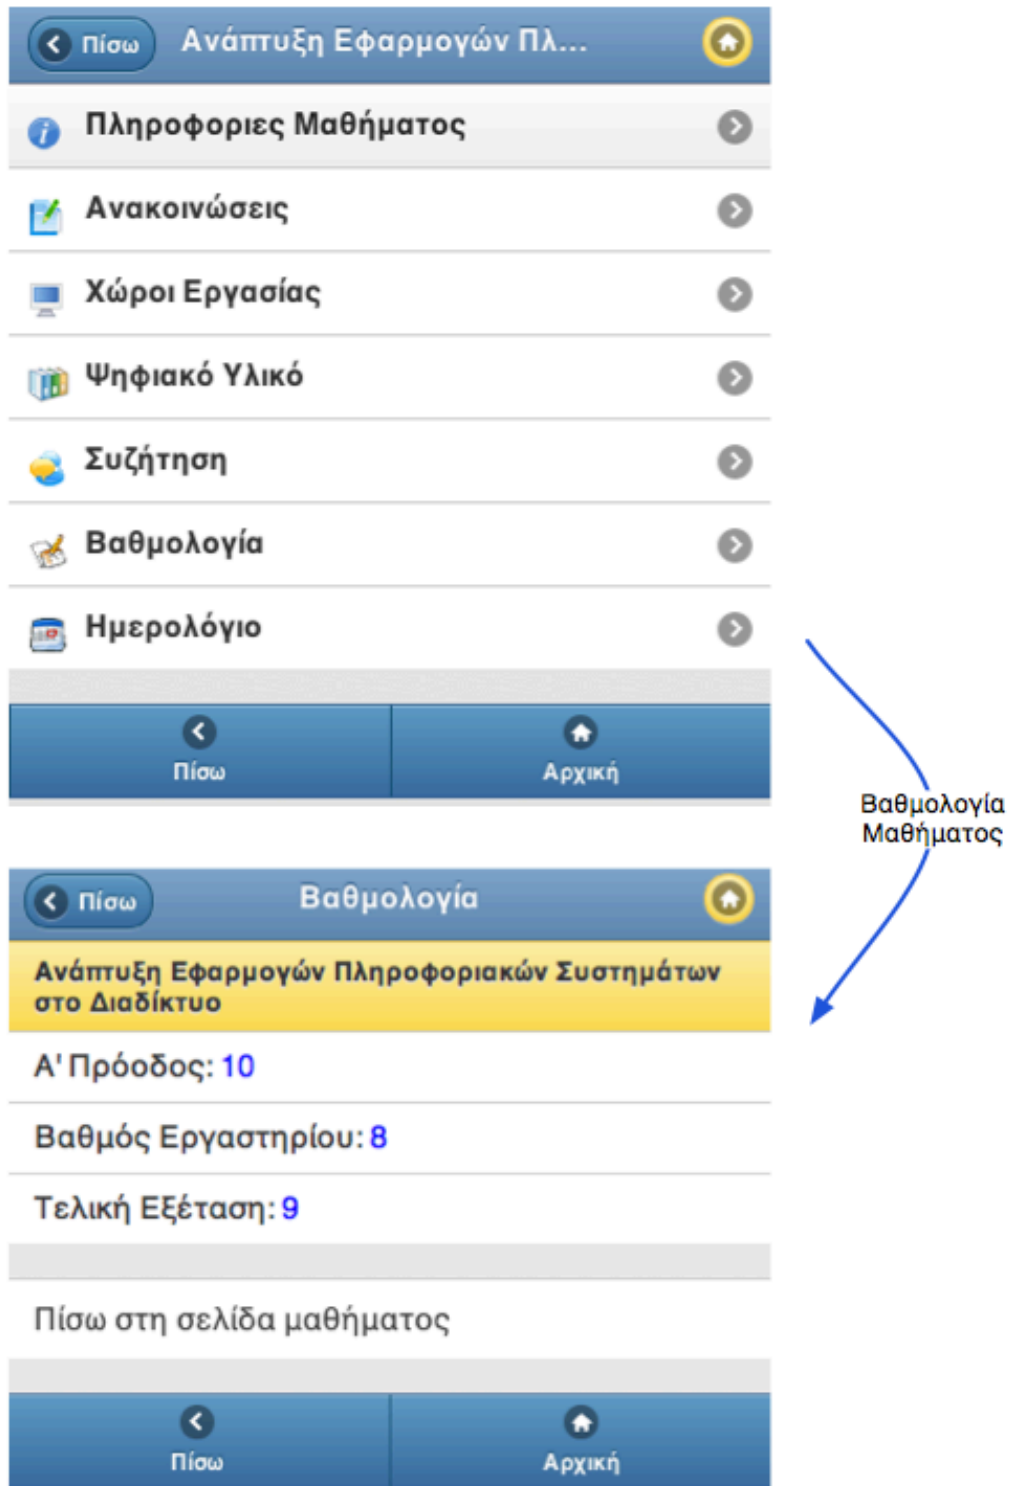 Πίσω
Ανάπτυξη Εφαρμογών Πλ...
Πληροφοριες Μαθήματος
Ανακοινώσεις
Χώροι Εργασίας
Ψηφιακό Υλικό
Συζήτηση
Βαθμολογία
Ημερολόγιο
Πίσω
Αρχική
Βαθμολογία
Μαθήματος
Πίσω
Βαθμολογία
Ανάπτυξη Εφαρμογών Πληροφοριακών Συστημάτων
στο Διαδίκτυο
Α' Πρόοδος: 10
Βαθμός Εργαστηρίου: 8
Τελική Εξέταση: 9
Πίσω στη σελίδα μαθήματος
Πίσω
Αρχική